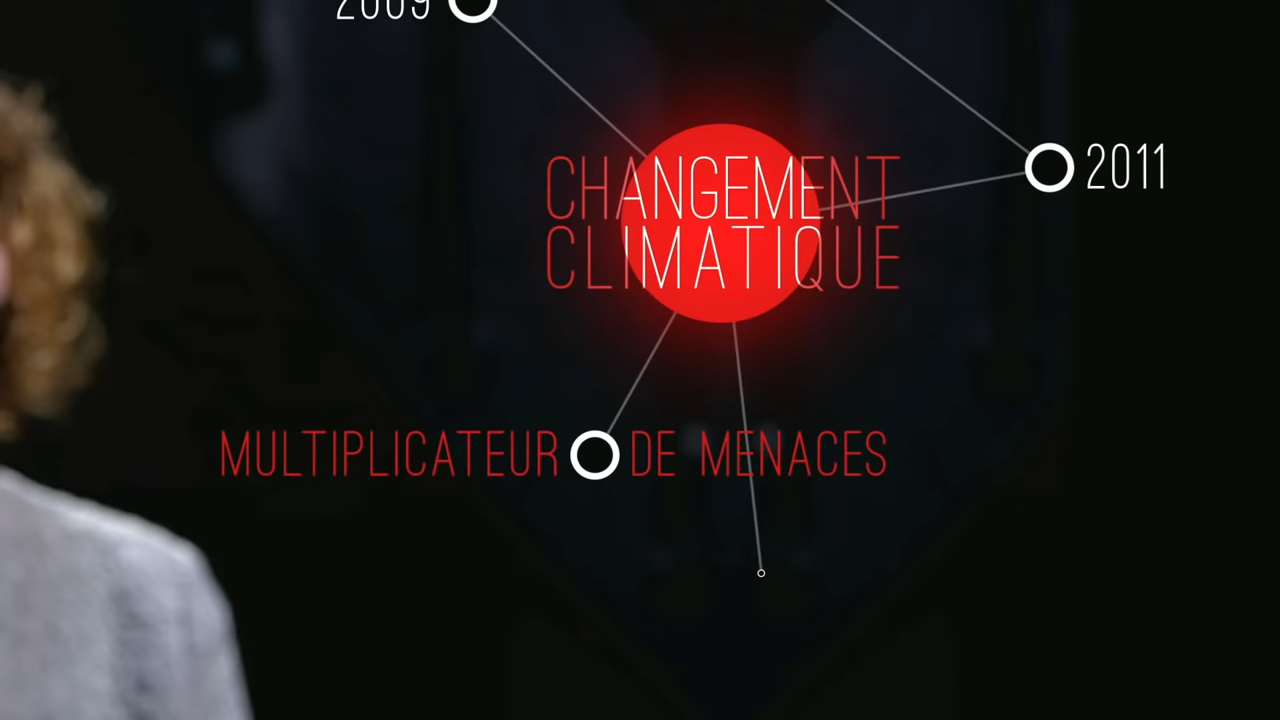 2009
2011
CHANGEMENT
CLIMATIQUE
MULTIPLICATEUR DE MENACES